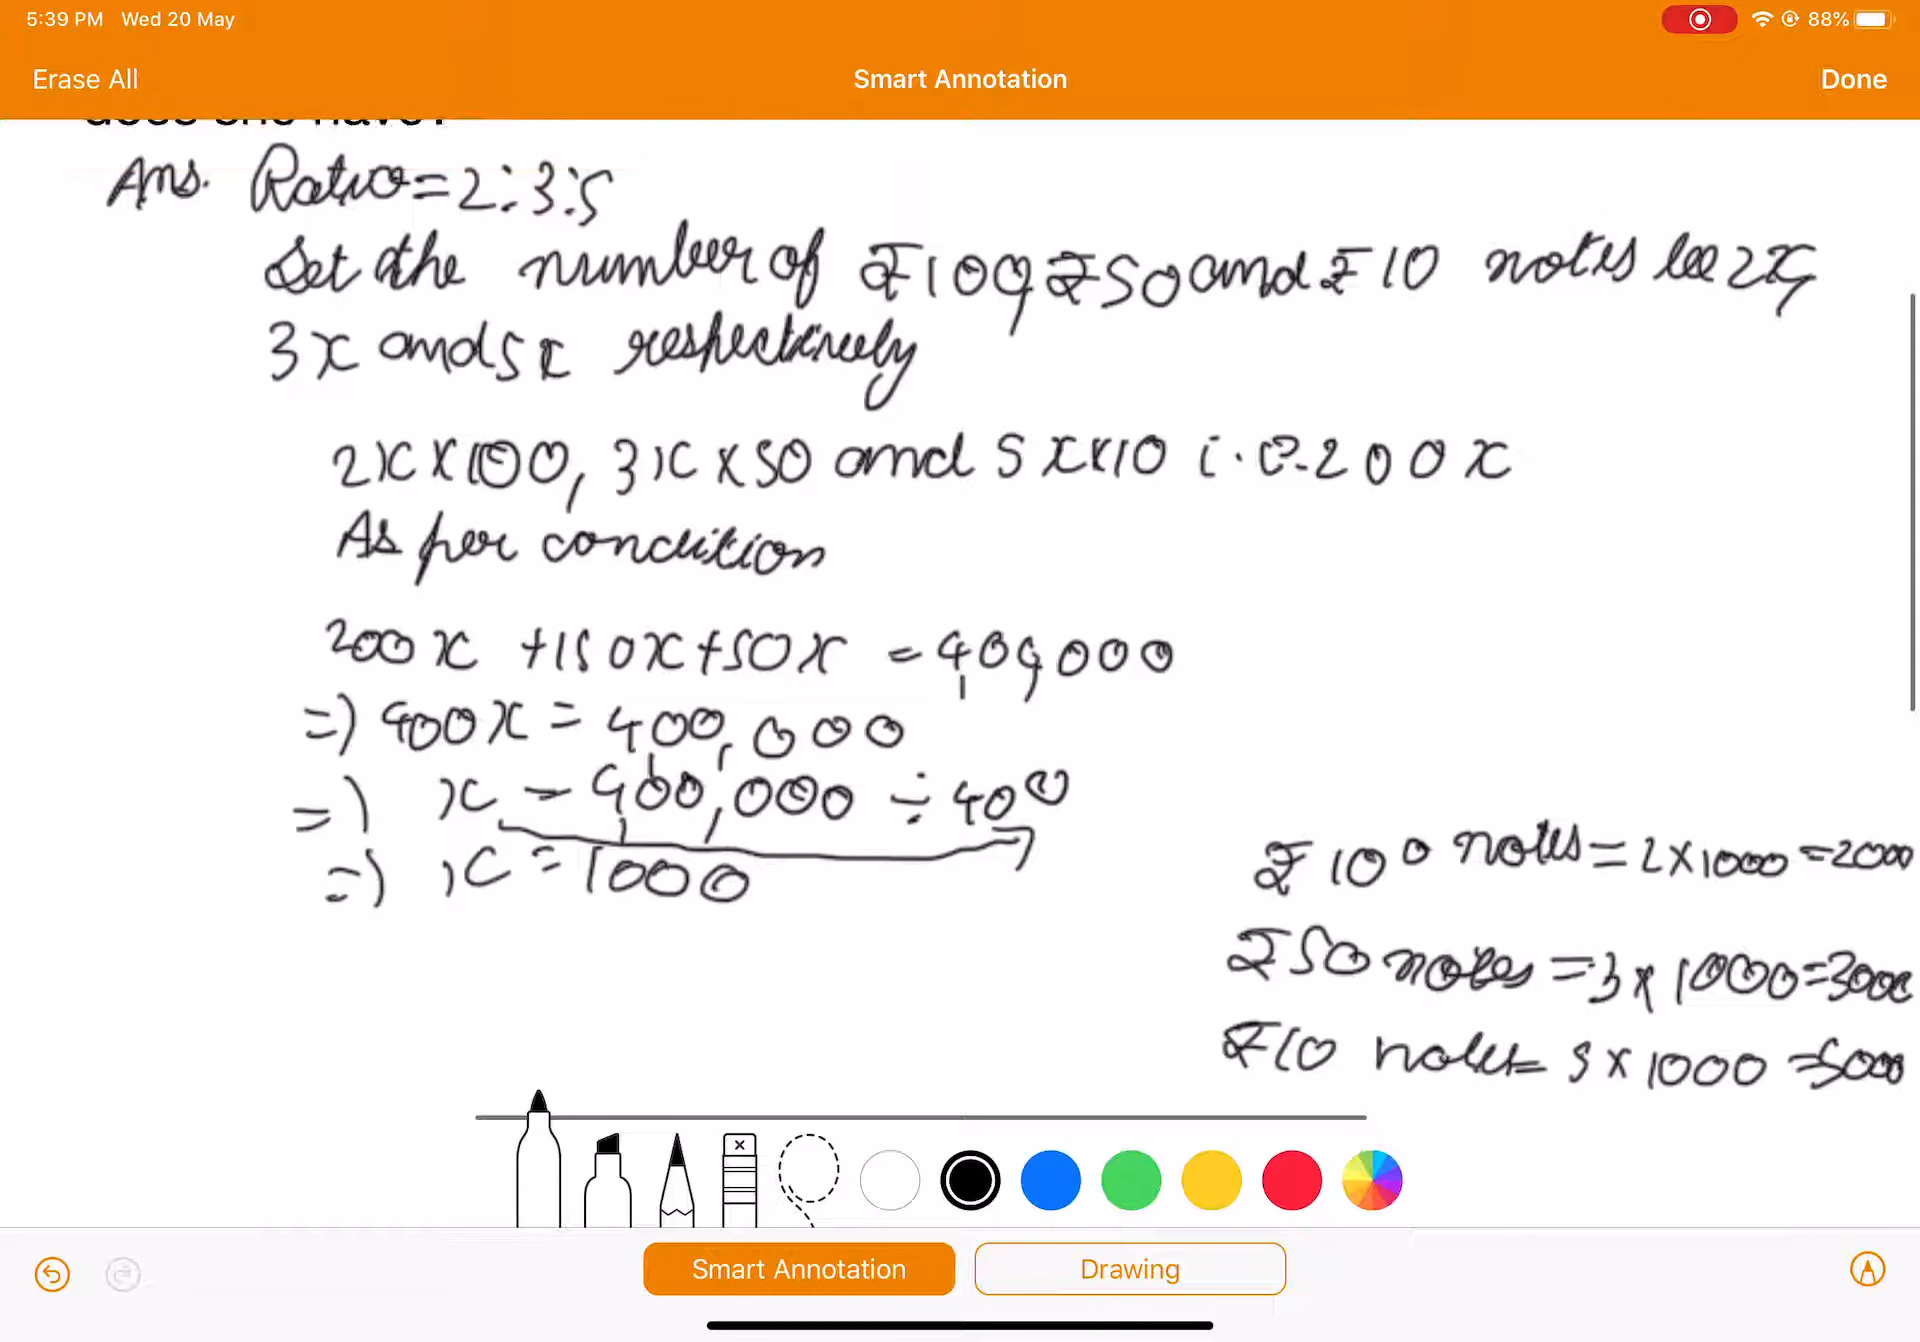 5:39 PM Wed 20 May
88%
Erase All
Smart Annotation
Done
does she have?
Ans. Ratio=2:3:5
Let the number of ₹100, ₹50 and ₹10 notes be 2x,
3x and 5x respectively
2x×100, 3x×50 and 5x×10 i.e. 200x
As per condition
200x +150x+50x = 400,000
=) 400x = 400,000
=) x = 400,000 ÷ 400
=) x = 1000
₹100 notes = 2×1000 =2000
₹50 notes =3×1000=3000
₹10 notes= 5×1000 =5000
Smart Annotation
Drawing